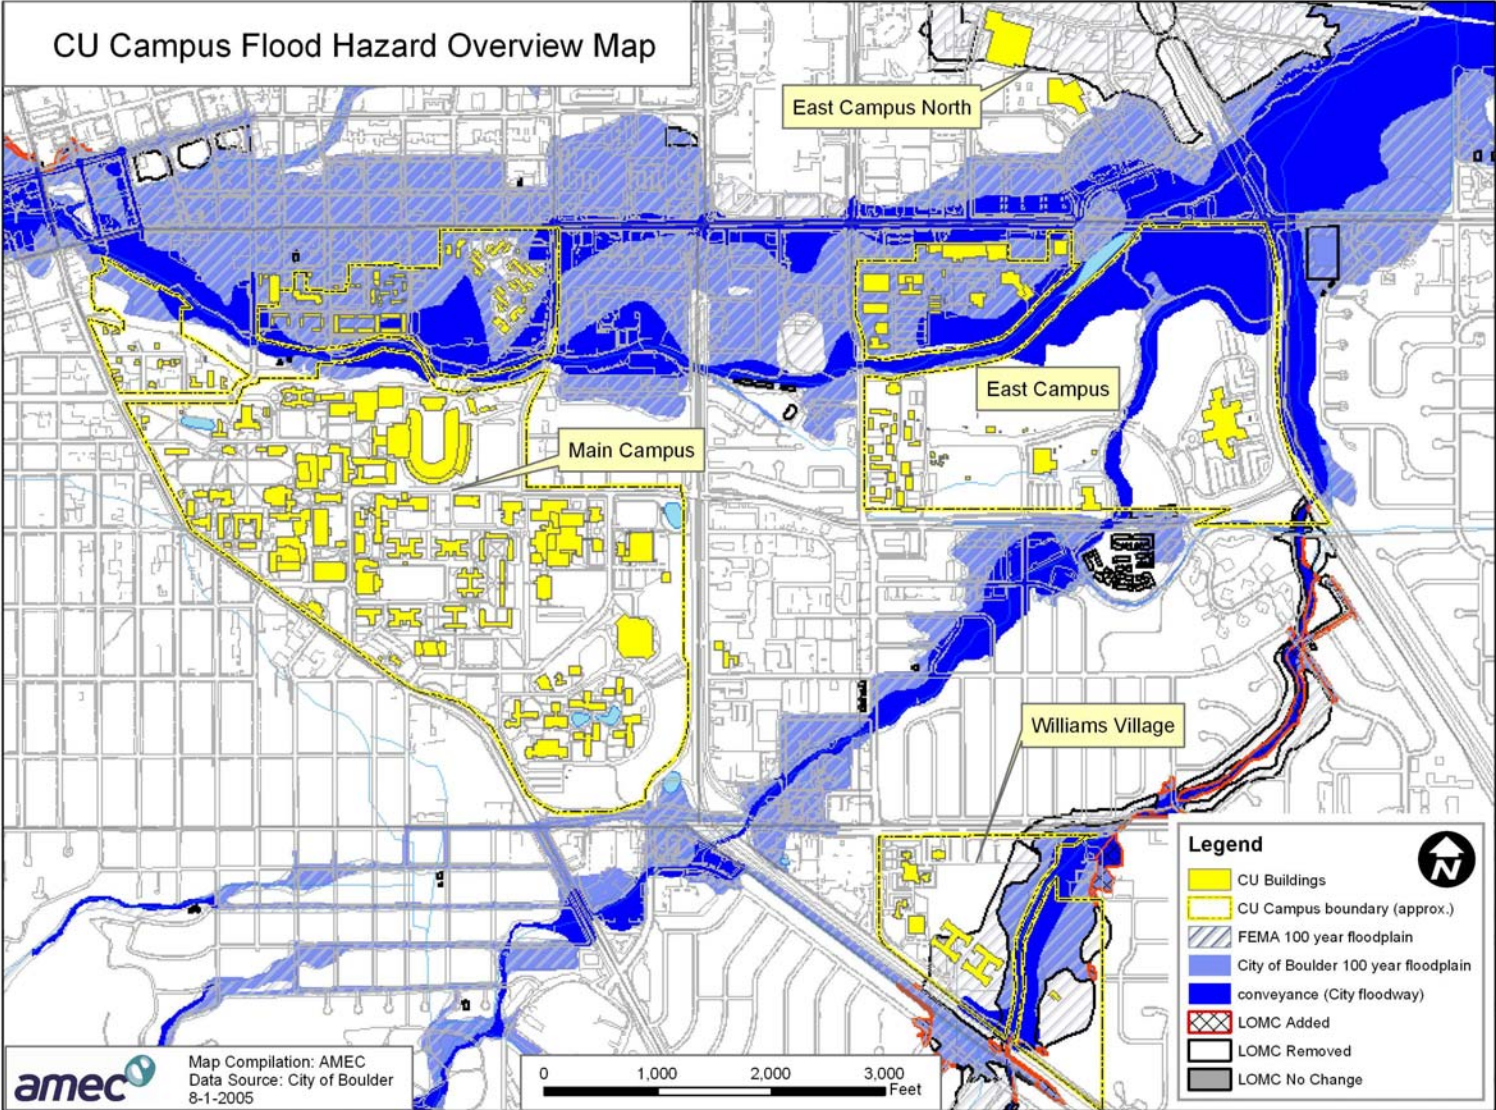 CU Campus Flood Hazard Overview Map
East Campus North
East Campus
Main Campus
Williams Village
Legend
N
CU Buildings
CU Campus boundary (approx.)
FEMA 100 year floodplain
City of Boulder 100 year floodplain
conveyance (City floodway)
LOMC Added
LOMC Removed
LOMC No Change
amec
Map Compilation: AMEC
Data Source: City of Boulder
8-1-2005
0 1,000 2,000 3,000
Feet